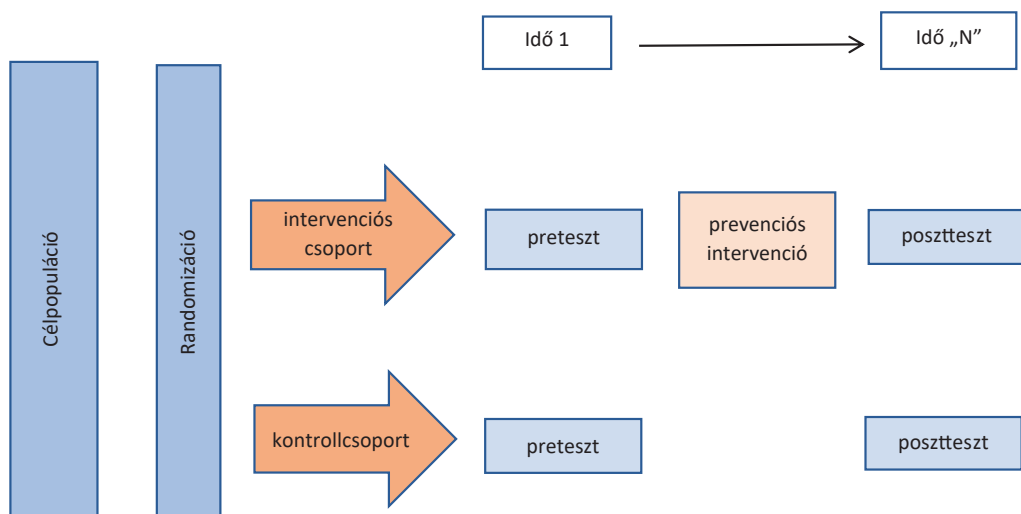 Idő 1
Idő „N”
Célpopuláció
Randomizáció
intervenciós
csoport
preteszt
prevenciós
intervenció
posztteszt
kontrollcsoport
preteszt
posztteszt